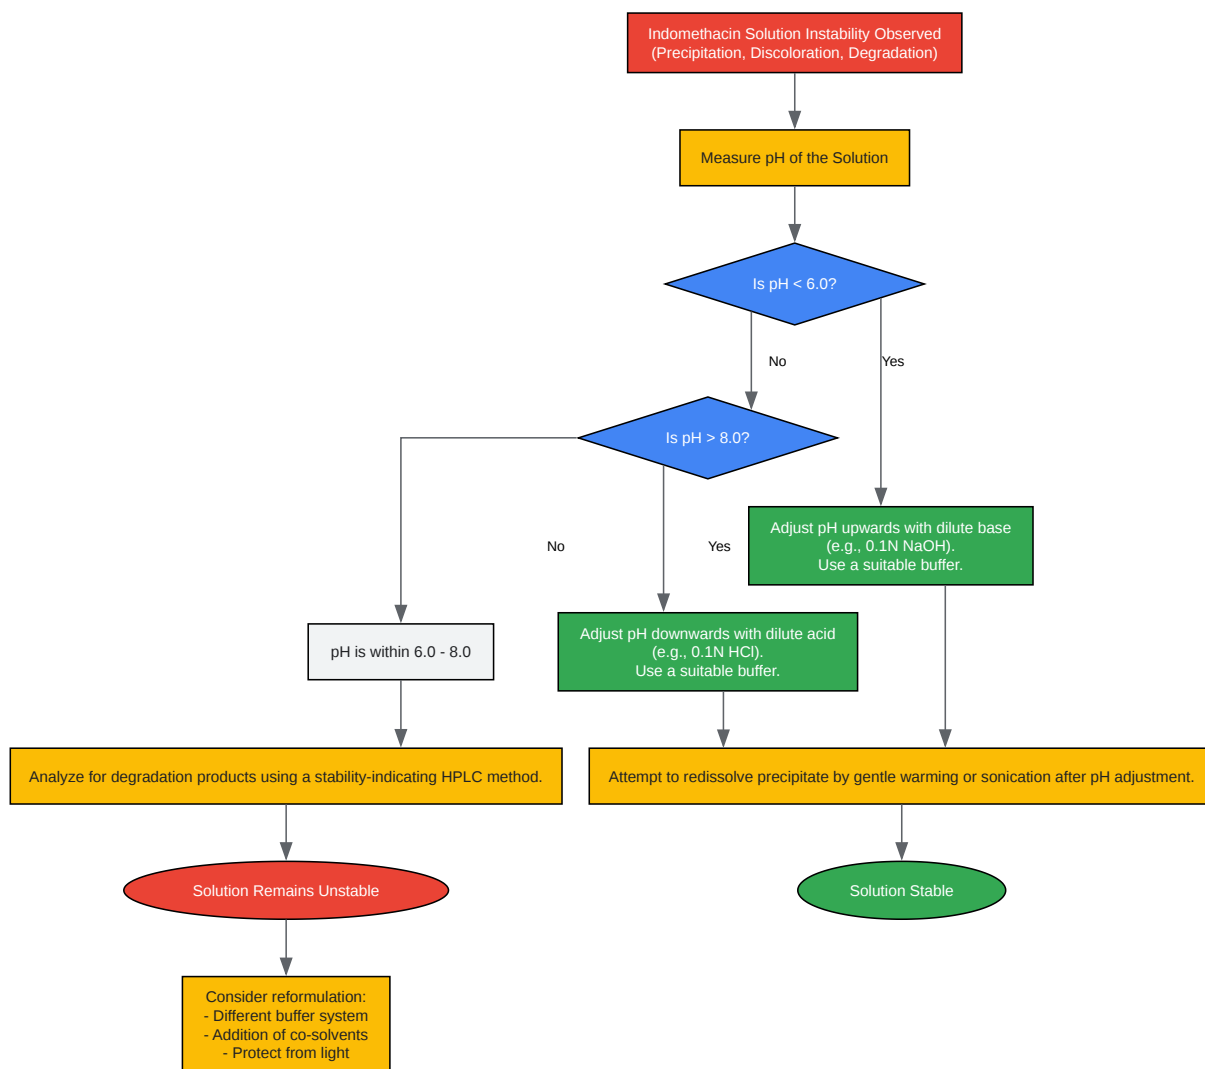 Indomethacin Solution Instability Observed
(Precipitation, Discoloration, Degradation)
Measure pH of the Solution
Is pH < 6.0?
No
Yes
Is pH > 8.0?
No
Yes
Adjust pH upwards with dilute base
(e.g., 0.1N NaOH).
Use a suitable buffer.
pH is within 6.0 - 8.0
Adjust pH downwards with dilute acid
(e.g., 0.1N HCl).
Use a suitable buffer.
Analyze for degradation products using a stability-indicating HPLC method.
Attempt to redissolve precipitate by gentle warming or sonication after pH adjustment.
Solution Remains Unstable
Solution Stable
Consider reformulation:
- Different buffer system
- Addition of co-solvents
- Protect from light